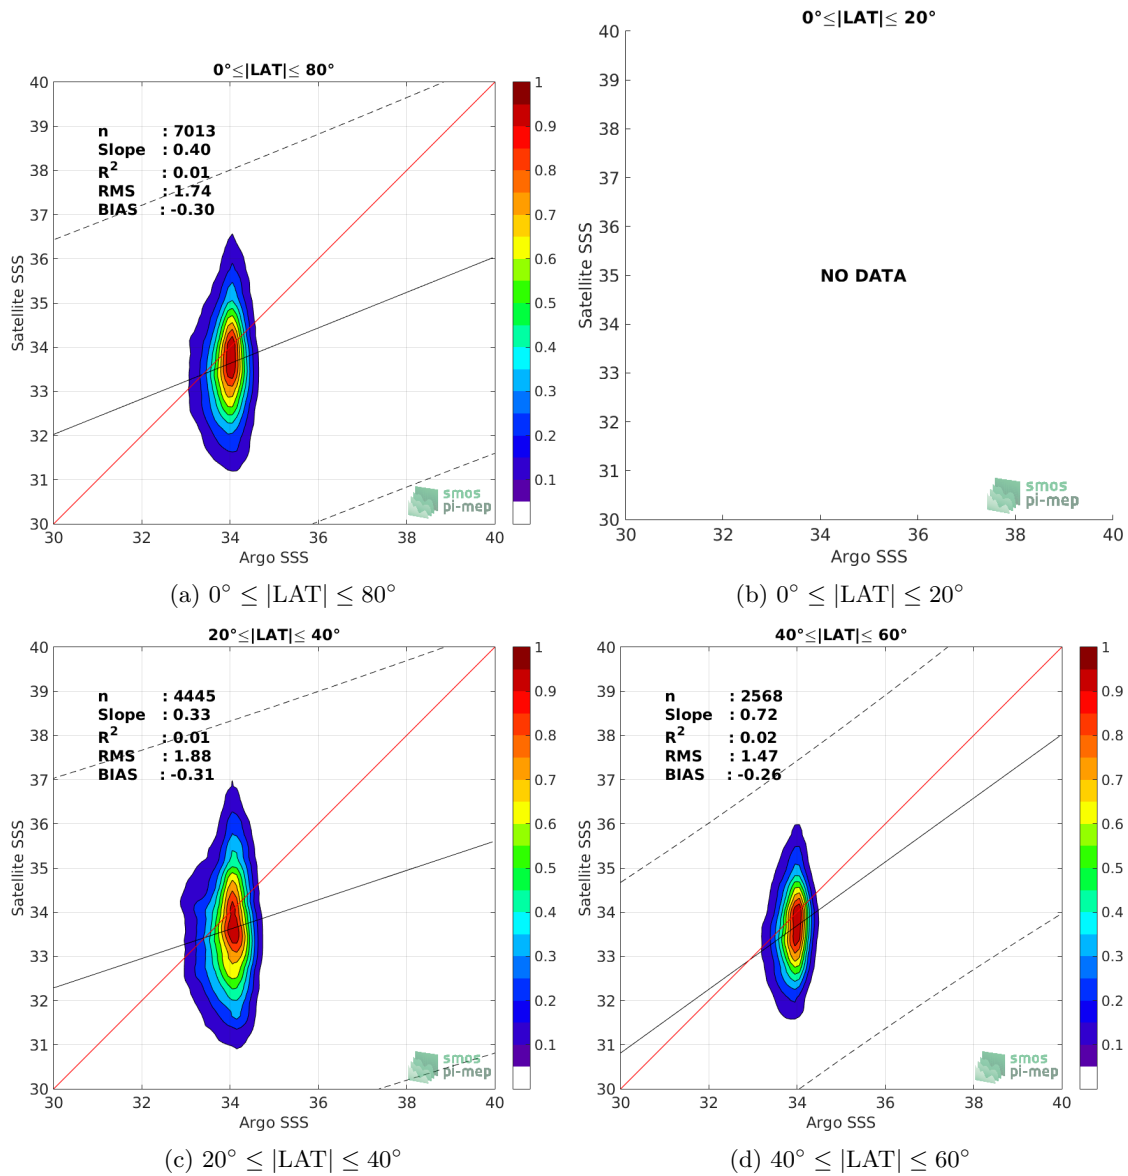 0°≤|LAT|≤ 80°
40
39
38
37
36
35
34
33
32
31
30
Satellite SSS
n : 7013
Slope : 0.40
R² : 0.01
RMS : 1.74
BIAS : -0.30
smos
pi-mep
30 32 34 36 38 40
Argo SSS
1
0.9
0.8
0.7
0.6
0.5
0.4
0.3
0.2
0.1
(a) 0° ≤ |LAT| ≤ 80°
0°≤|LAT|≤ 20°
40
39
38
37
36
35
34
33
32
31
30
Satellite SSS
NO DATA
smos
pi-mep
30 32 34 36 38 40
Argo SSS
(b) 0° ≤ |LAT| ≤ 20°
20°≤|LAT|≤ 40°
40
39
38
37
36
35
34
33
32
31
30
Satellite SSS
n : 4445
Slope : 0.33
R² : 0.01
RMS : 1.88
BIAS : -0.31
smos
pi-mep
30 32 34 36 38 40
Argo SSS
1
0.9
0.8
0.7
0.6
0.5
0.4
0.3
0.2
0.1
(c) 20° ≤ |LAT| ≤ 40°
40°≤|LAT|≤ 60°
40
39
38
37
36
35
34
33
32
31
30
Satellite SSS
n : 2568
Slope : 0.72
R² : 0.02
RMS : 1.47
BIAS : -0.26
smos
pi-mep
30 32 34 36 38 40
Argo SSS
1
0.9
0.8
0.7
0.6
0.5
0.4
0.3
0.2
0.1
(d) 40° ≤ |LAT| ≤ 60°